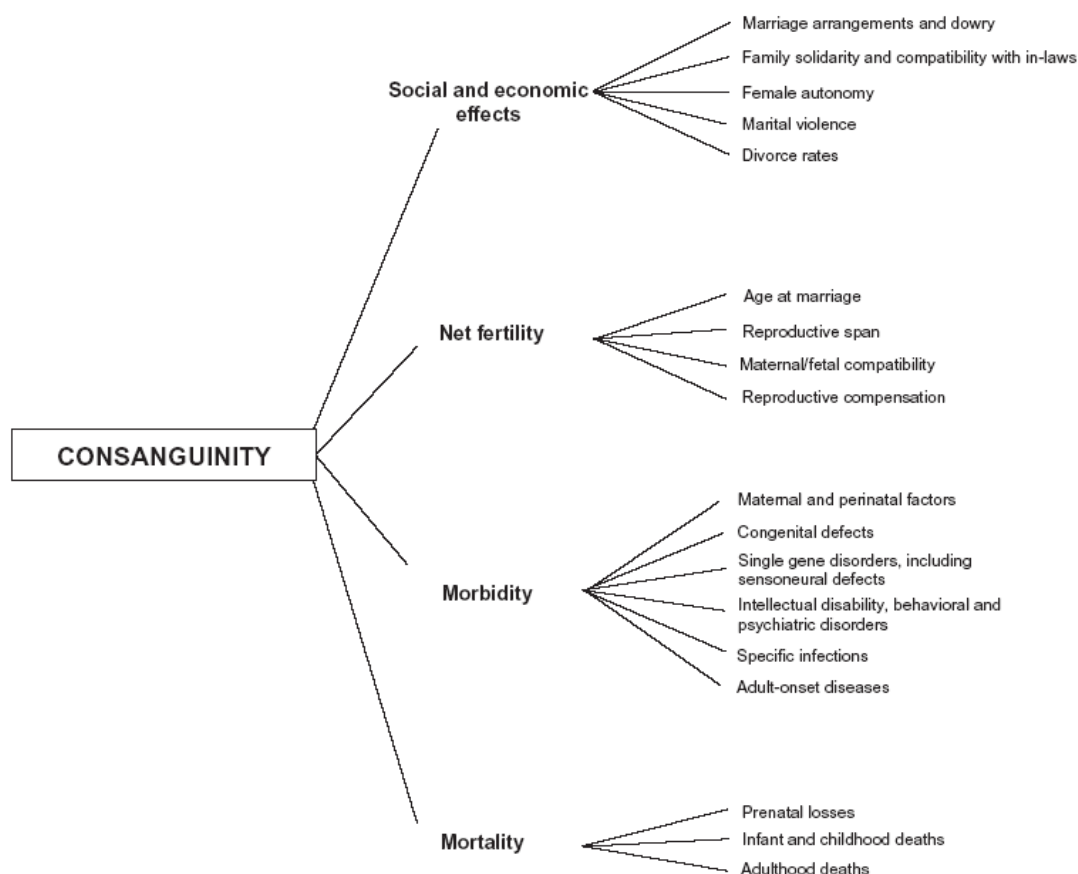 Marriage arrangements and dowry
Family solidarity and compatibility with in-laws
Social and economic
effects
Female autonomy
Marital violence
Divorce rates
Age at marriage
Net fertility
Reproductive span
Maternal/fetal compatibility
Reproductive compensation
CONSANGUINITY
Maternal and perinatal factors
Congenital defects
Single gene disorders, including
sensoneural defects
Morbidity
Intellectual disability, behavioral and
psychiatric disorders
Specific infections
Adult-onset diseases
Prenatal losses
Mortality
Infant and childhood deaths
Adulthood deaths